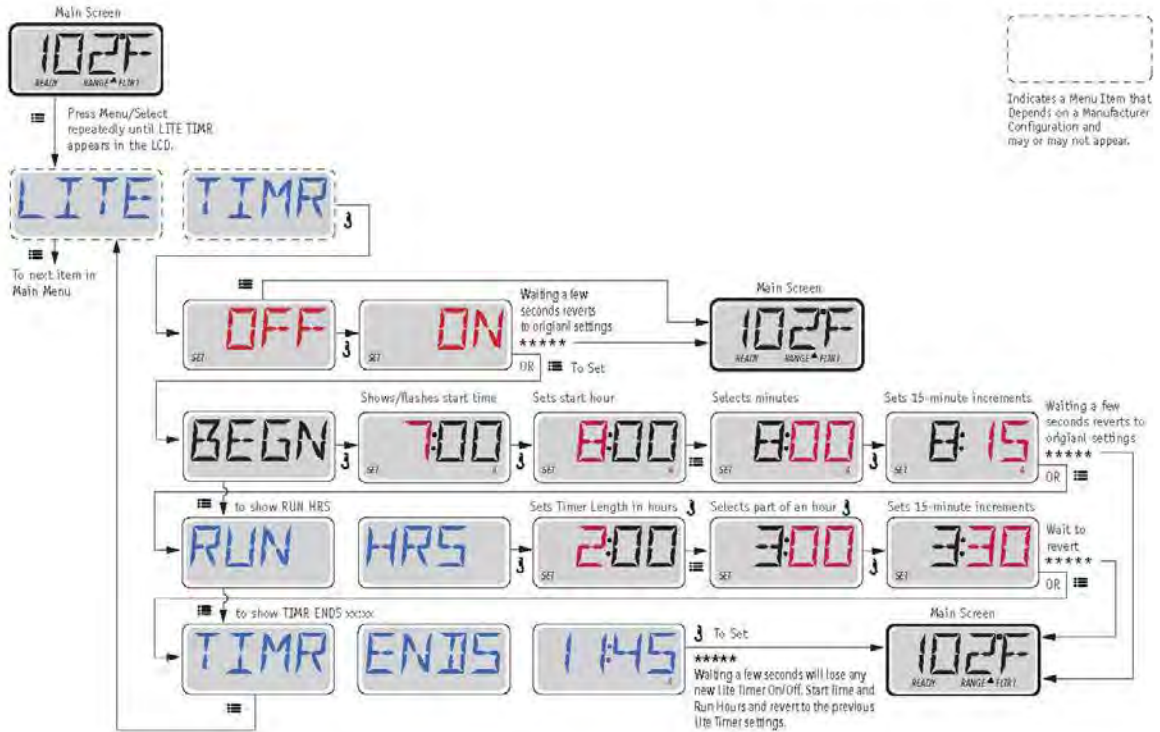 Main Screen
102°F
READY RANGE FLTR1
Press Menu/Select
repeatedly until LITE TIMR
appears in the LCD.
Indicates a Menu Item that
Depends on a Manufacturer
Configuration and
may or may not appear.
LITE TIMR
To next item in
Main Menu
OFF
SET
ON
SET
Waiting a few
seconds reverts
to origianl settings
*****
OR To Set
Main Screen
102°F
READY RANGE FLTR1
BEGN
Shows/flashes start time
7:00
SET A
Sets start hour
8:00
SET A
Selects minutes
8:00
SET A
Sets 15-minute increments
8:15
SET A
Waiting a few
seconds reverts to
origianl settings
*****
OR
to show RUN HRS
RUN HRS
Sets Timer Length in hours
2:00
SET
Selects part of an hour
3:00
SET
Sets 15-minute increments
3:30
SET
Wait to
revert
*****
OR
to show TIMR ENDS xx:xx
TIMR ENDS 11:45
A
To Set
*****
Waiting a few seconds will lose any
new Lite Timer On/Off. Start Time and
Run Hours and revert to the previous
Lite Timer settings.
Main Screen
102°F
READY RANGE FLTR1